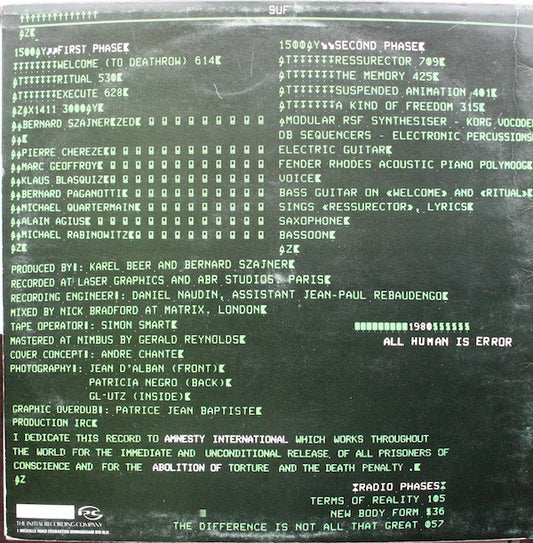 SUF
⍋Z
1500⍋Y FIRST PHASE
WELCOME (TO DEATHROW) 614
RITUAL 530
EXECUTE 628
⍋Z⍋X1411 3000⍋Y
BERNARD SZAJNER ZED
PIERRE CHEREZE
MARC GEOFFROY
KLAUS BLASQUIZ
BERNARD PAGANOTTI
MICHAEL QUARTERMAIN
ALAIN AGIUS
MICHAEL RABINOWITZ
⍋Z
1500⍋Y SECOND PHASE
RESSURECTOR 709
THE MEMORY 425
SUSPENDED ANIMATION 401
A KIND OF FREEDOM 315
MODULAR RSF SYNTHESISER - KORG VOCODE
DB SEQUENCERS - ELECTRONIC PERCUSSIONS
ELECTRIC GUITAR
FENDER RHODES ACOUSTIC PIANO POLYMOOG
VOICE
BASS GUITAR ON «WELCOME» AND «RITUAL»
SINGS «RESSURECTOR», LYRICS
SAXOPHONE
BASSOON
⍋Z
PRODUCED BY: KAREL BEER AND BERNARD SZAJNER
RECORDED AT LASER GRAPHICS AND ABR STUDIOS, PARIS
RECORDING ENGINEER: DANIEL NAUDIN, ASSISTANT JEAN-PAUL REBAUDENGO
MIXED BY NICK BRADFORD AT MATRIX, LONDON
TAPE OPERATOR: SIMON SMART
MASTERED AT NIMBUS BY GERALD REYNOLDS
COVER CONCEPT: ANDRE CHANTE
PHOTOGRAPHY: JEAN D'ALBAN (FRONT)
PATRICIA NEGRO (BACK)
GL-UTZ (INSIDE)
GRAPHIC OVERDUB: PATRICE JEAN BAPTISTE
PRODUCTION IRC
1980$$$$$$
ALL HUMAN IS ERROR
I DEDICATE THIS RECORD TO AMNESTY INTERNATIONAL WHICH WORKS THROUGHOUT
THE WORLD FOR THE IMMEDIATE AND UNCONDITIONAL RELEASE OF ALL PRISONERS OF
CONSCIENCE AND FOR THE ABOLITION OF TORTURE AND THE DEATH PENALTY .
⍋Z
RADIO PHASES
TERMS OF REALITY 105
NEW BODY FORM $36
THE DIFFERENCE IS NOT ALL THAT GREAT 057
THE INITIAL RECORDING COMPANY